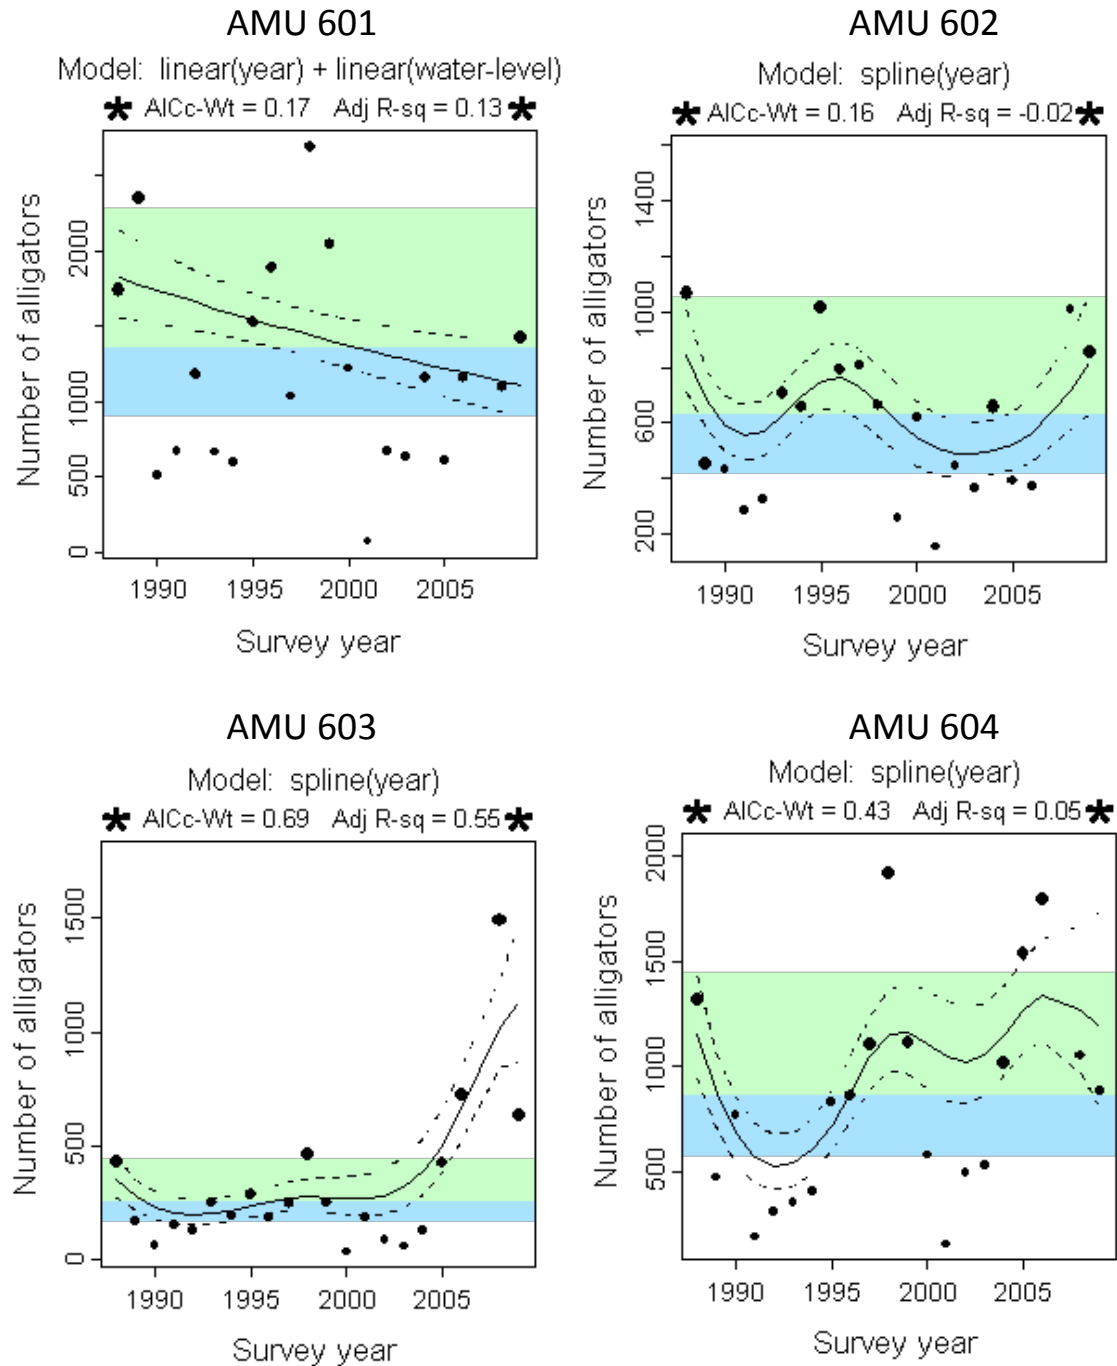 AMU 601
Model: linear(year) + linear(water-level)
* AICc-Wt = 0.17 Adj R-sq = 0.13 *
Number of alligators
0
500
1000
2000
1990
1995
2000
2005
Survey year
AMU 602
Model: spline(year)
* AICc-Wt = 0.16 Adj R-sq = -0.02 *
Number of alligators
200
600
1000
1400
1990
1995
2000
2005
Survey year
AMU 603
Model: spline(year)
* AICc-Wt = 0.69 Adj R-sq = 0.55 *
Number of alligators
0
500
1000
1500
1990
1995
2000
2005
Survey year
AMU 604
Model: spline(year)
* AICc-Wt = 0.43 Adj R-sq = 0.05 *
Number of alligators
500
1000
1500
2000
1990
1995
2000
2005
Survey year